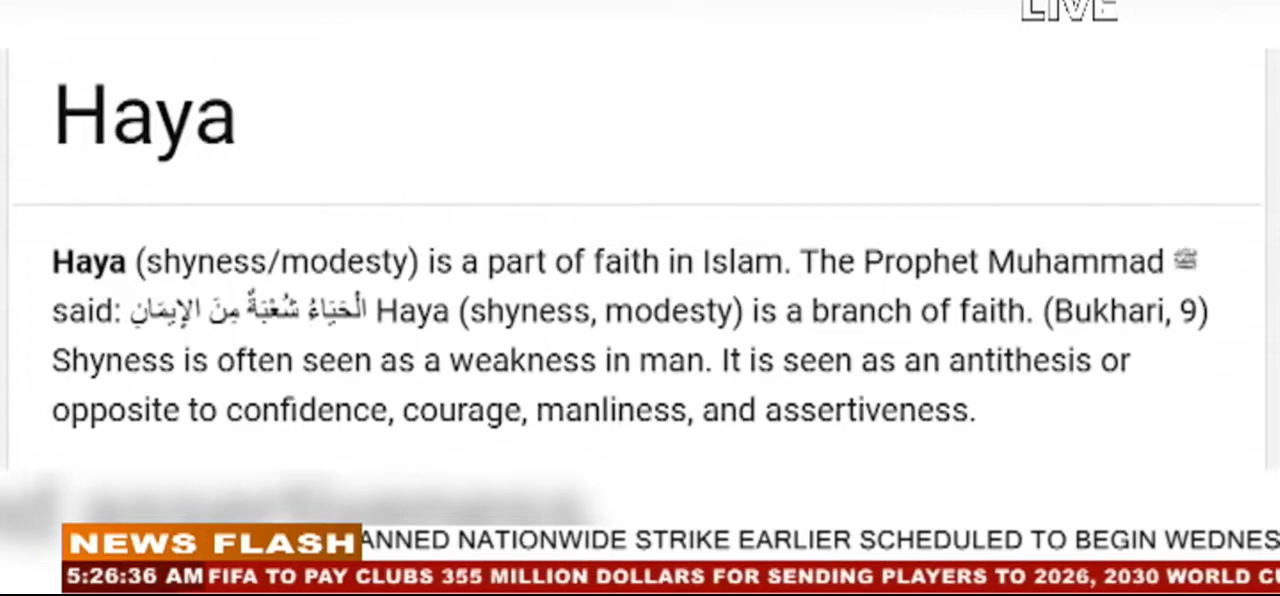 LIVE
Haya
Haya (shyness/modesty) is a part of faith in Islam. The Prophet Muhammad ﷺ
said: الْحَيَاءُ شُعْبَةٌ مِنَ الإِيمَانِ Haya (shyness, modesty) is a branch of faith. (Bukhari, 9)
Shyness is often seen as a weakness in man. It is seen as an antithesis or
opposite to confidence, courage, manliness, and assertiveness.
assertiveness.
NEWS FLASH ANNED NATIONWIDE STRIKE EARLIER SCHEDULED TO BEGIN WEDNES
5:26:36 AM FIFA TO PAY CLUBS 355 MILLION DOLLARS FOR SENDING PLAYERS TO 2026, 2030 WORLD